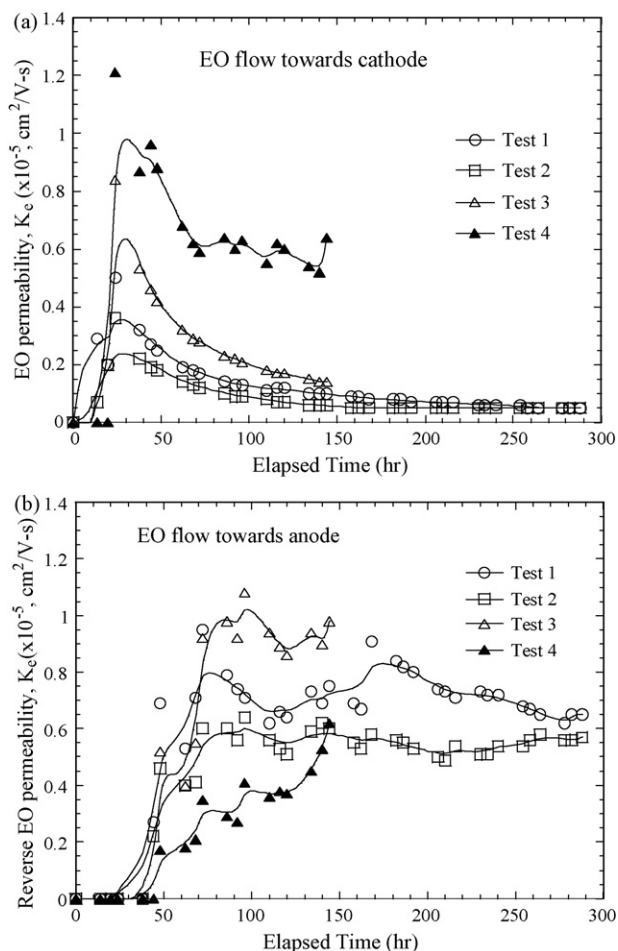 (a)
1.4
1.2
1
0.8
0.6
0.4
0.2
0
EO permeability, Kₑ (x10⁻⁵, cm²/V-s)
EO flow towards cathode
Test 1
Test 2
Test 3
Test 4
0 50 100 150 200 250 300
Elapsed Time (hr)
(b)
1.4
1.2
1
0.8
0.6
0.4
0.2
0
Reverse EO permeability, Kₑ(x10⁻⁵, cm²/V-s)
EO flow towards anode
Test 1
Test 2
Test 3
Test 4
0 50 100 150 200 250 300
Elapsed Time (hr)